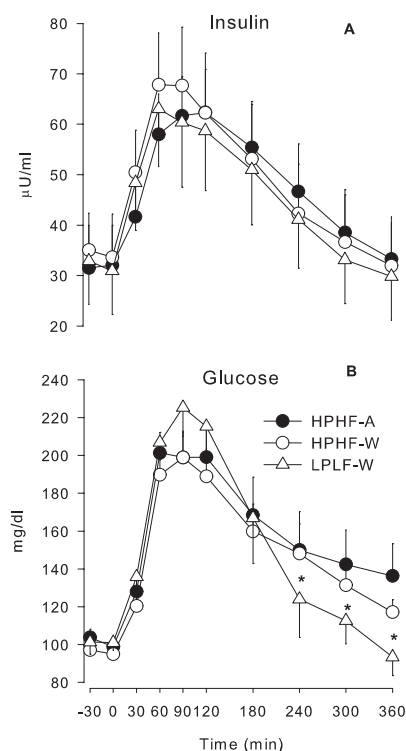 Insulin
A
80
70
60
50
40
30
20
μU/ml
Glucose
B
240
220
200
180
160
140
120
100
80
mg/dl
HPHF-A
HPHF-W
LPLF-W
* * *
-30 0 30 60 90 120 180 240 300 360
Time (min)